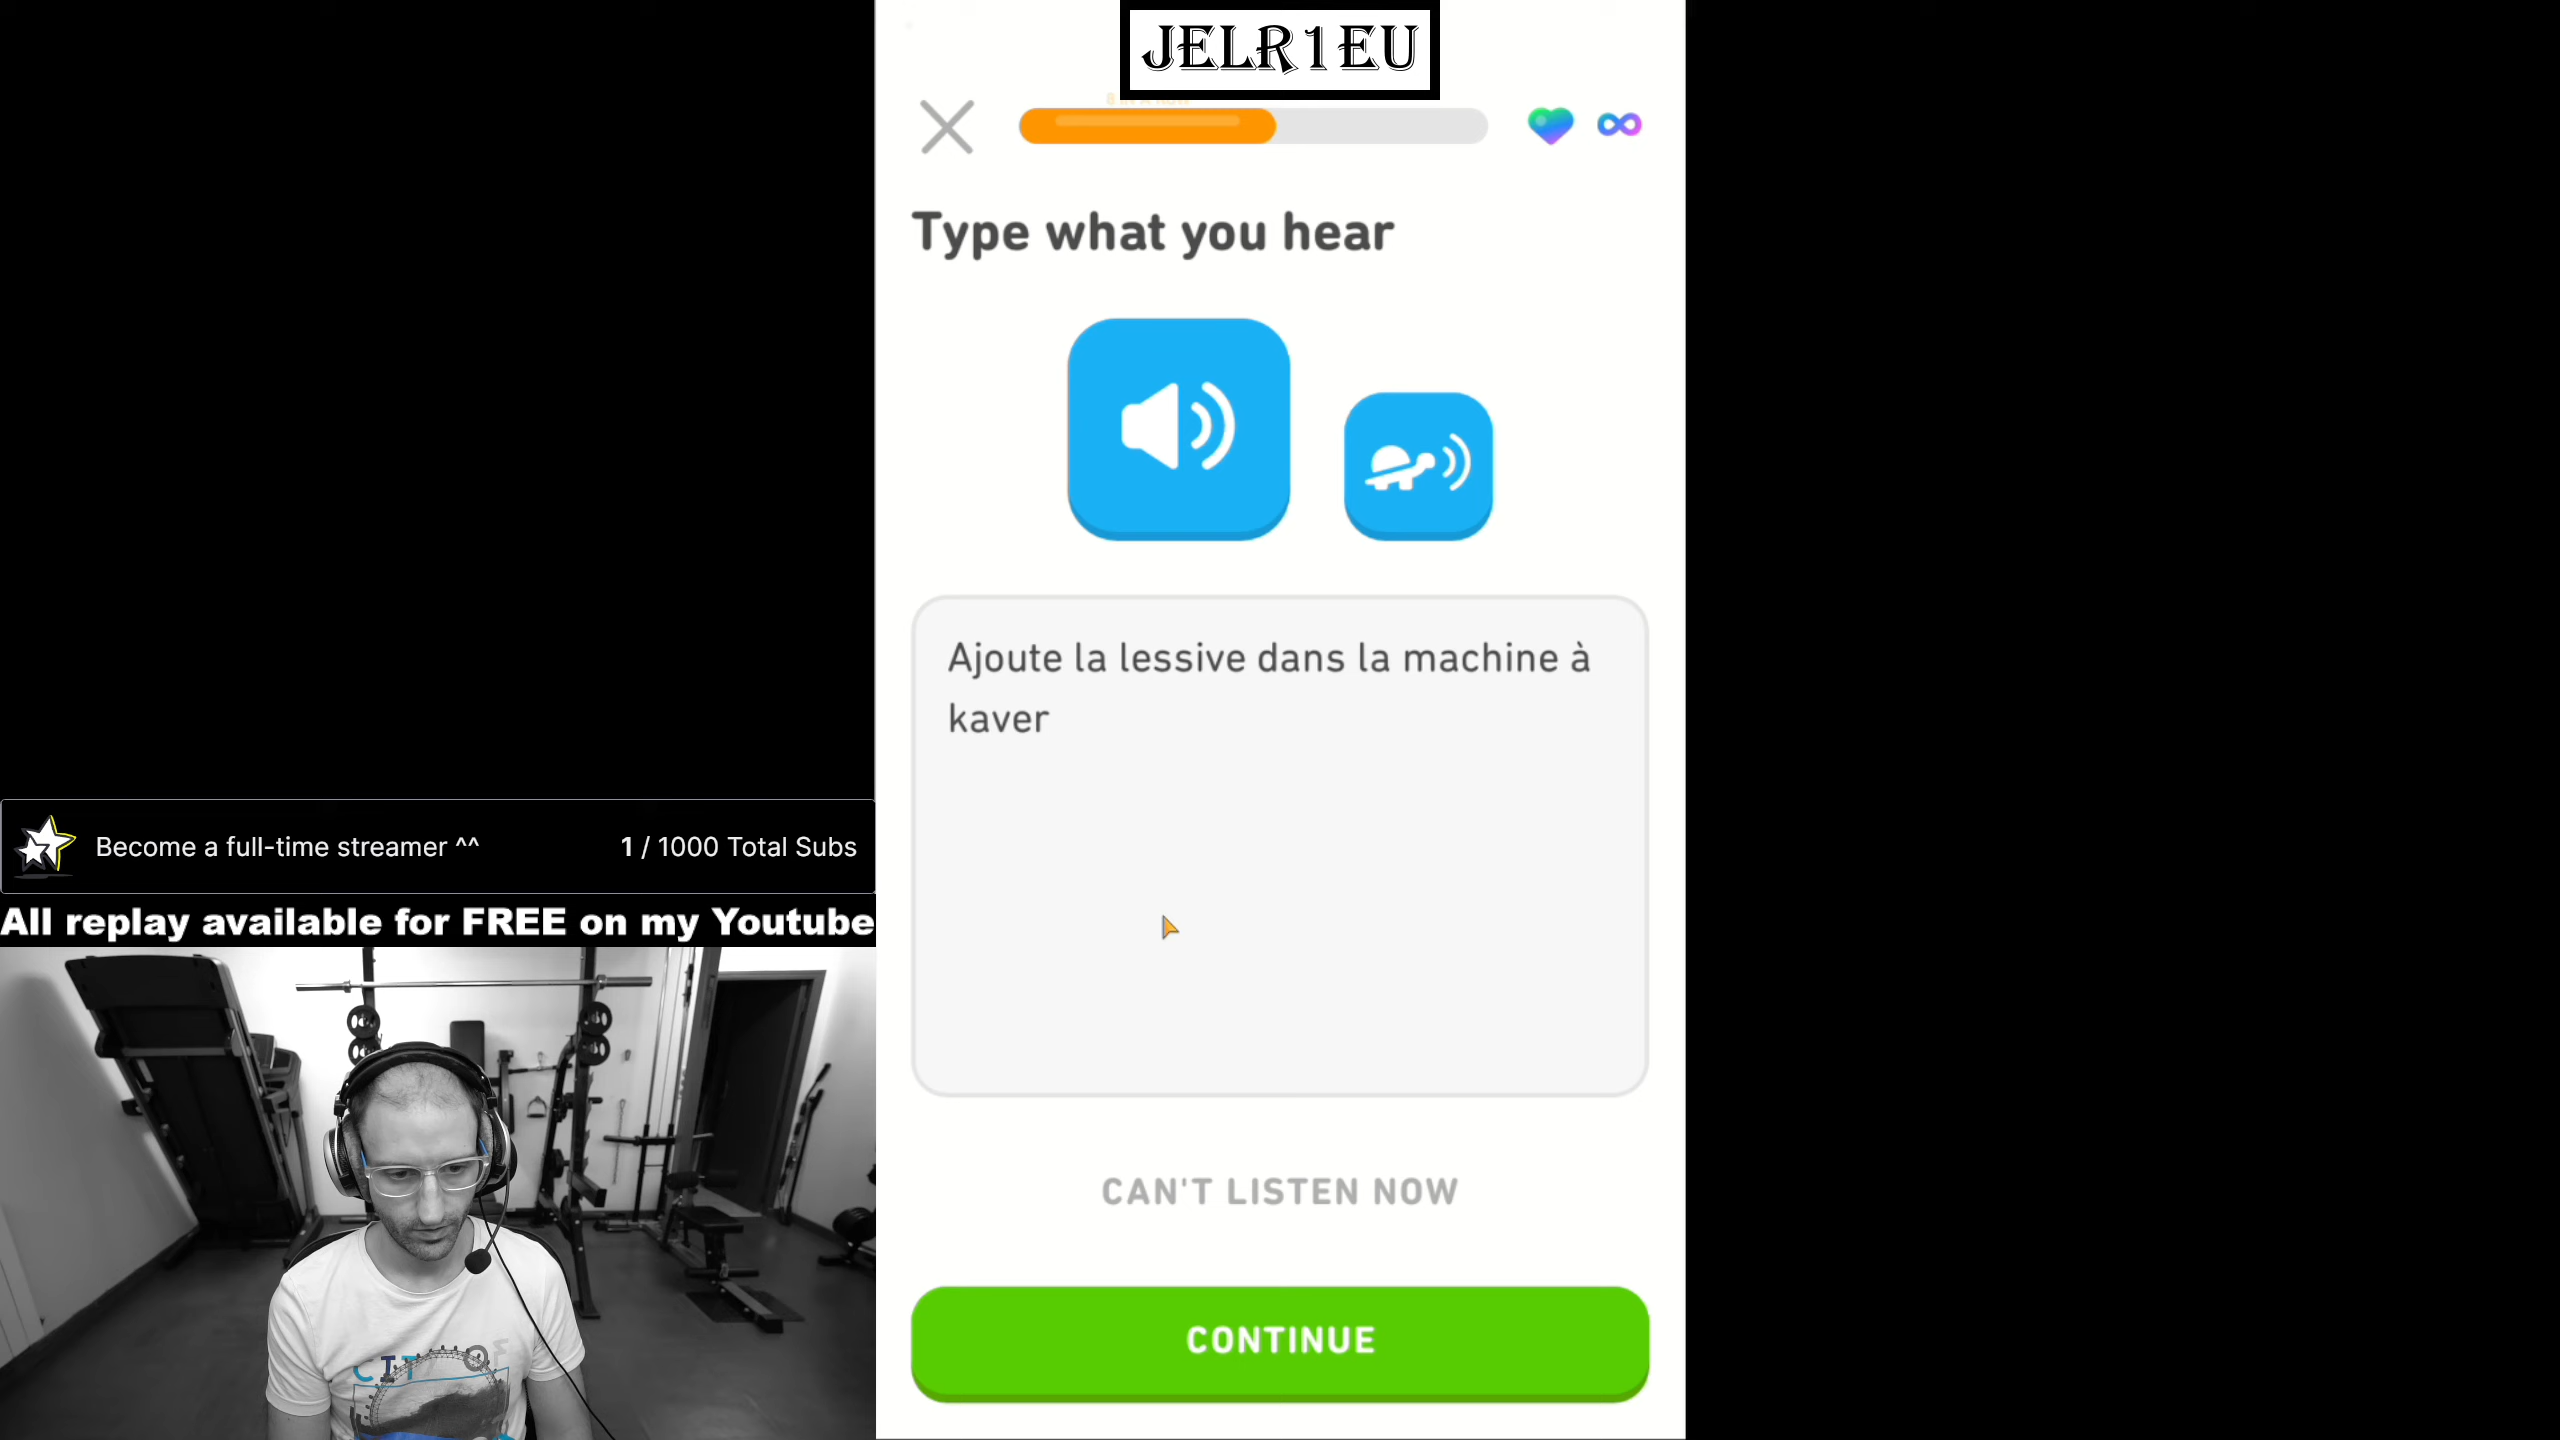 JELR1EU
Type what you hear
Ajoute la lessive dans la machine à
kaver
CAN'T LISTEN NOW
CONTINUE
Become a full-time streamer ^^ 1 / 1000 Total Subs
All replay available for FREE on my Youtube
CIT